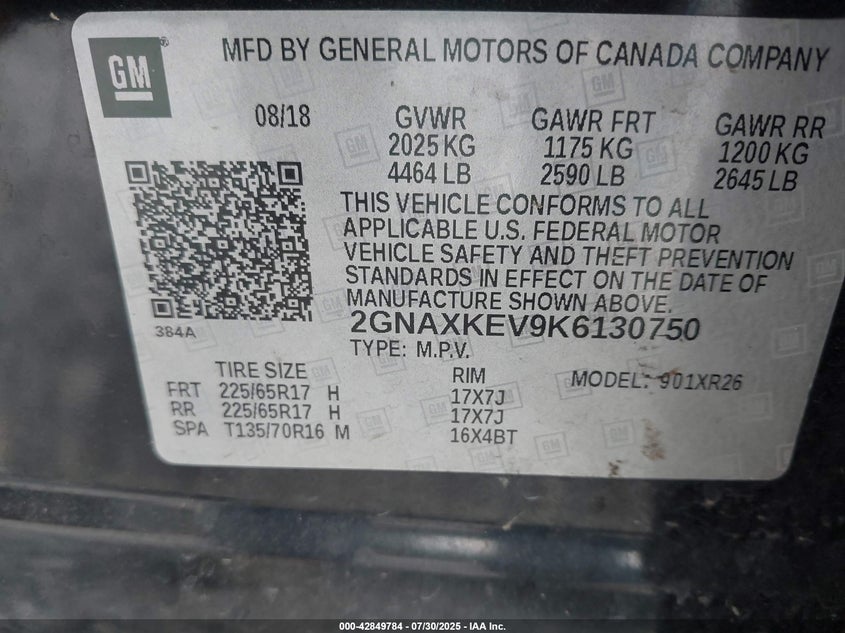 GM
MFD BY GENERAL MOTORS OF CANADA COMPANY
08/18
GVWR GAWR FRT GAWR RR
2025 KG 1175 KG 1200 KG
4464 LB 2590 LB 2645 LB
THIS VEHICLE CONFORMS TO ALL
APPLICABLE U.S. FEDERAL MOTOR
VEHICLE SAFETY AND THEFT PREVENTION
STANDARDS IN EFFECT ON THE DATE OF
MANUFACTURE SHOWN ABOVE.
384A
2GNAXKEV9K6130750
TYPE: M.P.V.
TIRE SIZE RIM MODEL: 901XR26
FRT 225/65R17 H 17X7J
RR 225/65R17 H 17X7J
SPA T135/70R16 M 16X4BT
000-42849784 - 07/30/2025 - IAA Inc.